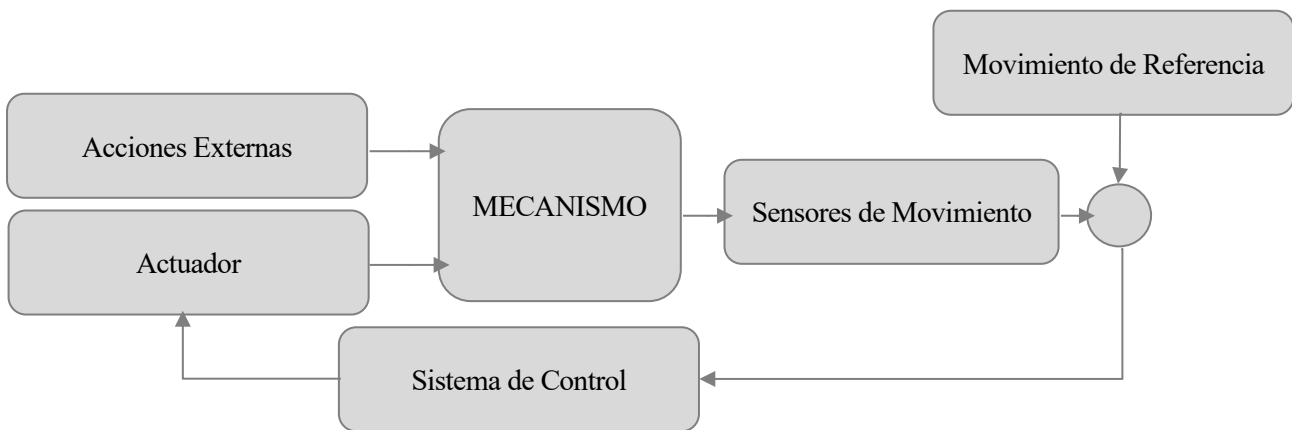 Movimiento de Referencia
Acciones Externas
MECANISMO
Sensores de Movimiento
Actuador
Sistema de Control